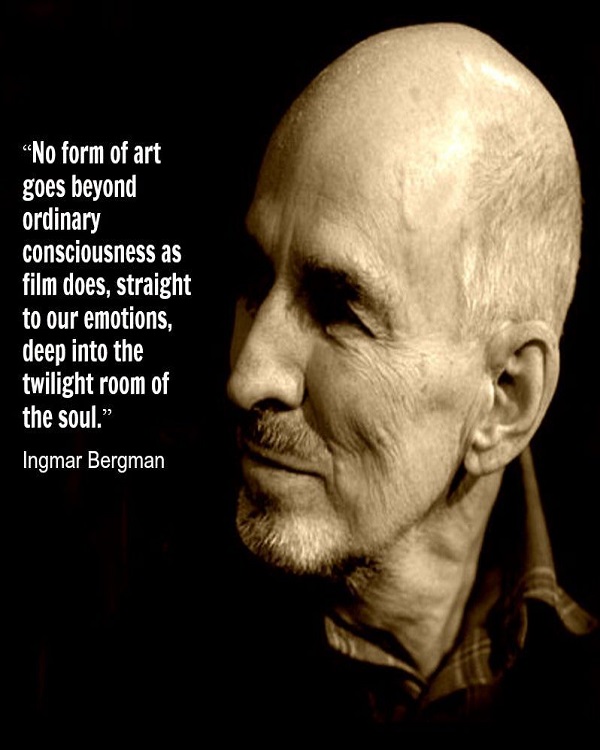 “No form of art
goes beyond
ordinary
consciousness as
film does, straight
to our emotions,
deep into the
twilight room of
the soul.”
Ingmar Bergman